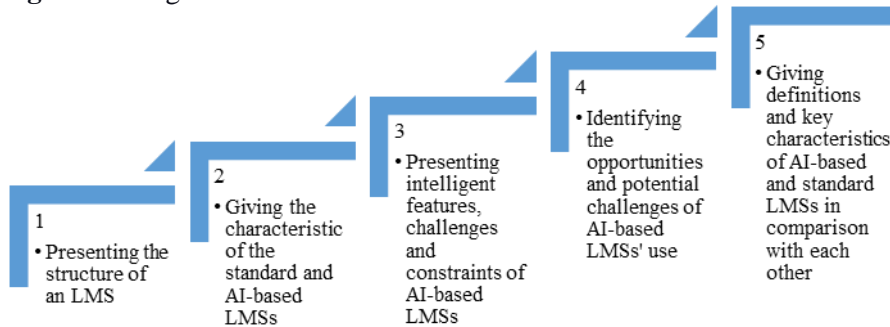 1
• Presenting the
structure of
an LMS
2
• Giving the
characteristic
of the
standard and
AI-based
LMSs
3
• Presenting
intelligent
features,
challenges
and
constraints of
AI-based
LMSs
4
• Identifying
the
opportunities
and potential
challenges of
AI-based
LMSs' use
5
• Giving
definitions
and key
characteristics
of AI-based
and standard
LMSs in
comparison
with each
other